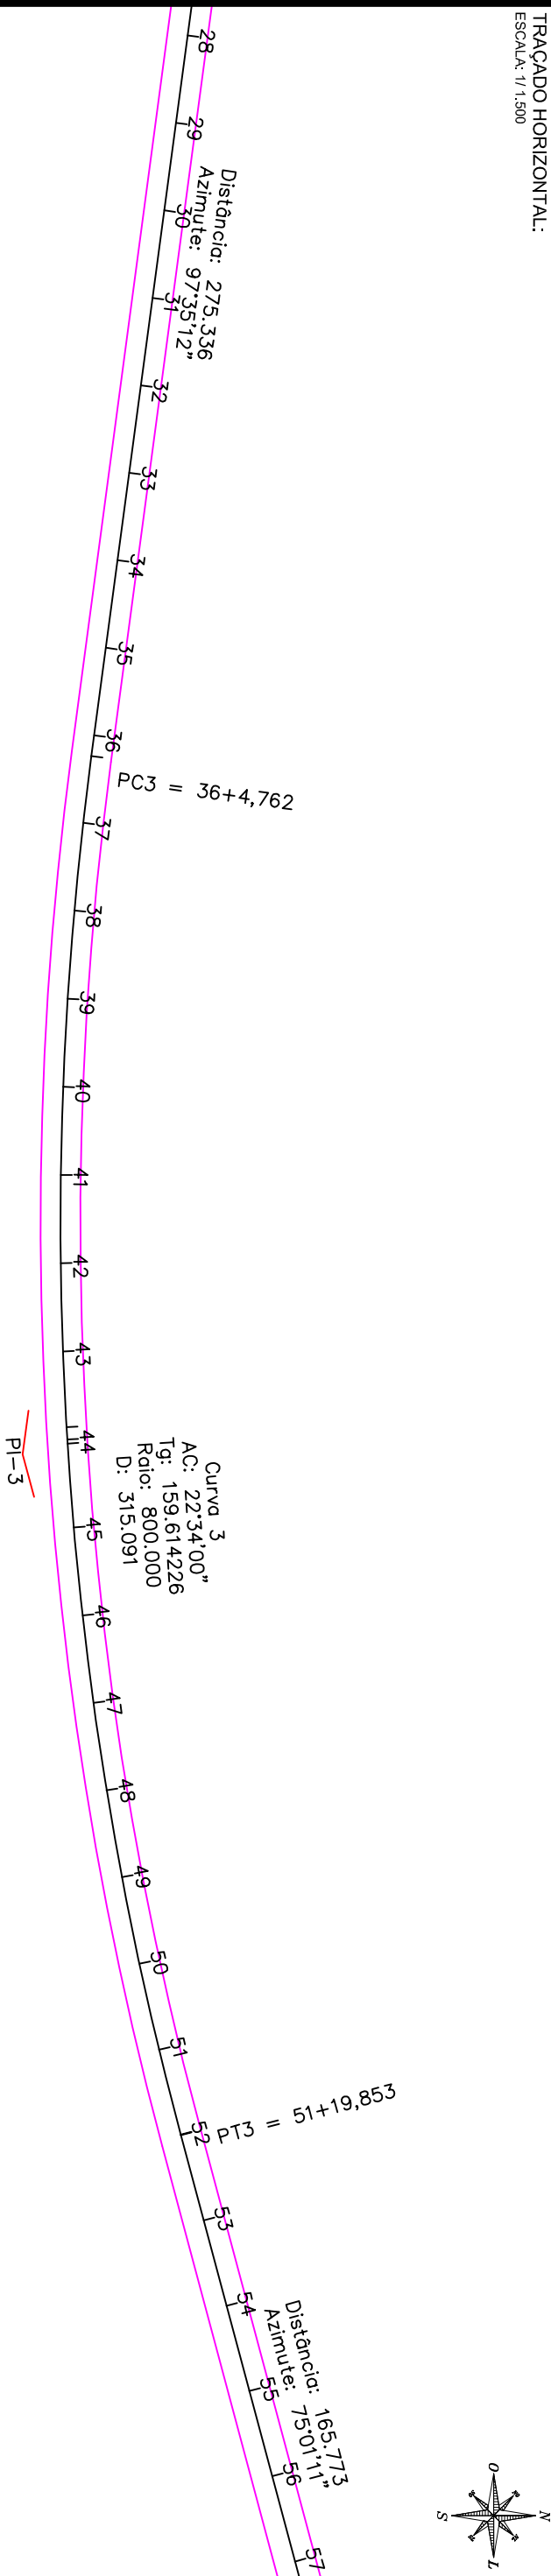 TRAÇADO HORIZONTAL:
ESCALA: 1/ 1.500
28
29
30
31
Distância: 275.336
Azimute: 97°35'12"
32
33
34
35
36
PC3 = 36+4,762
37
38
39
40
41
42
43
44
PI-3
Curva 3
AC: 22°34'00"
Tg: 159.614226
Raio: 800.000
D: 315.091
45
46
47
48
49
50
51
52
PT3 = 51+19,853
53
54
55
56
Distância: 165.773
Azimute: 75°01'11"
57
N
O
L
S